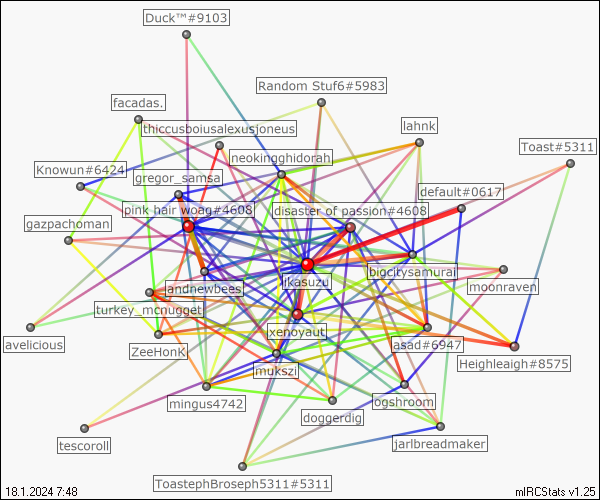 Duck™#9103
Random Stuf6#5983
facadas.
thiccusboiusalexusjoneus
lahnk
Toast#5311
neokingghidorah
Knowun#6424
gregor_samsa
default#0617
pink hair woag#4608
disaster of passion#4608
gazpachoman
bigcitysamurai
ikasuzu
andnewbees
moonraven
turkey_mcnugget
xenoyaut
avelicious
ZeeHonK
asad#6947
Heighleigh#8575
mukszi
mingus4742
ogshroom
doggerdig
tescoroll
jarlbreadmaker
ToastephBroseph5311#5311
18.1.2024 7:48
mIRCStats v1.25